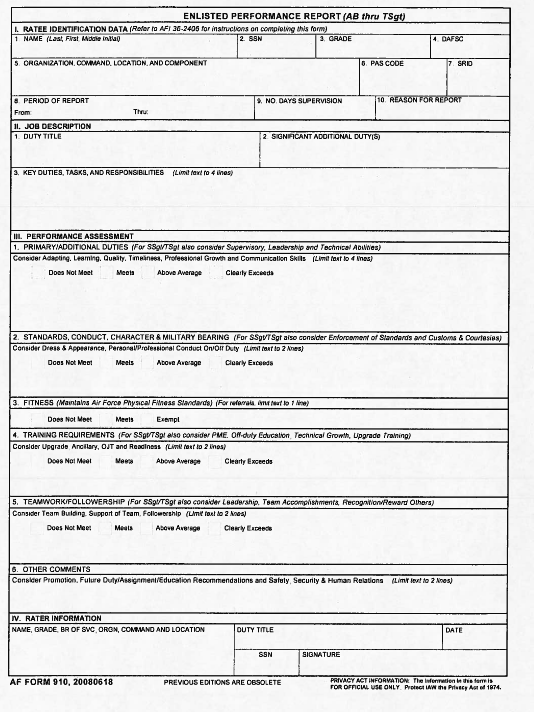 ENLISTED PERFORMANCE REPORT (AB thru TSgt)
I. RATEE IDENTIFICATION DATA (Refer to AFI 36-2406 for instructions on completing this form)
1 NAME (Last, First, Middle Initial)
2. SSN
3. GRADE
4. DAFSC
5. ORGANIZATION, COMMAND, LOCATION, AND COMPONENT
6. PAS CODE
7. SRID
8. PERIOD OF REPORT
From:
Thru:
9. NO. DAYS SUPERVISION
10. REASON FOR REPORT
II. JOB DESCRIPTION
1. DUTY TITLE
2. SIGNIFICANT ADDITIONAL DUTY(S)
3. KEY DUTIES, TASKS, AND RESPONSIBILITIES (Limit text to 4 lines)
III. PERFORMANCE ASSESSMENT
1. PRIMARY/ADDITIONAL DUTIES (For SSgt/TSgt also consider Supervisory, Leadership and Technical Abilities)
Consider Adapting, Learning, Quality, Timeliness, Professional Growth and Communication Skills (Limit text to 4 lines)
Does Not Meet Meets Above Average Clearly Exceeds
2. STANDARDS, CONDUCT, CHARACTER & MILITARY BEARING (For SSgt/TSgt also consider Enforcement of Standards and Customs & Courtesies)
Consider Dress & Appearance, Personal/Professional Conduct On/Off Duty (Limit text to 2 lines)
Does Not Meet Meets Above Average Clearly Exceeds
3. FITNESS (Maintains Air Force Physical Fitness Standards) (For referrals, limit text to 1 line)
Does Not Meet Meets Exempt
4. TRAINING REQUIREMENTS (For SSgt/TSgt also consider PME, Off-duty Education, Technical Growth, Upgrade Training)
Consider Upgrade, Ancillary, OJT and Readiness (Limit text to 2 lines)
Does Not Meet Meets Above Average Clearly Exceeds
5. TEAMWORK/FOLLOWERSHIP (For SSgt/TSgt also consider Leadership, Team Accomplishments, Recognition/Reward Others)
Consider Team Building, Support of Team, Followership (Limit text to 2 lines)
Does Not Meet Meets Above Average Clearly Exceeds
6. OTHER COMMENTS
Consider Promotion, Future Duty/Assignment/Education Recommendations and Safety, Security & Human Relations (Limit text to 2 lines)
IV. RATER INFORMATION
NAME, GRADE, BR OF SVC, ORGN, COMMAND AND LOCATION
DUTY TITLE
DATE
SSN
SIGNATURE
AF FORM 910, 20080618
PREVIOUS EDITIONS ARE OBSOLETE
PRIVACY ACT INFORMATION: The information in this form is
FOR OFFICIAL USE ONLY. Protect IAW the Privacy Act of 1974.